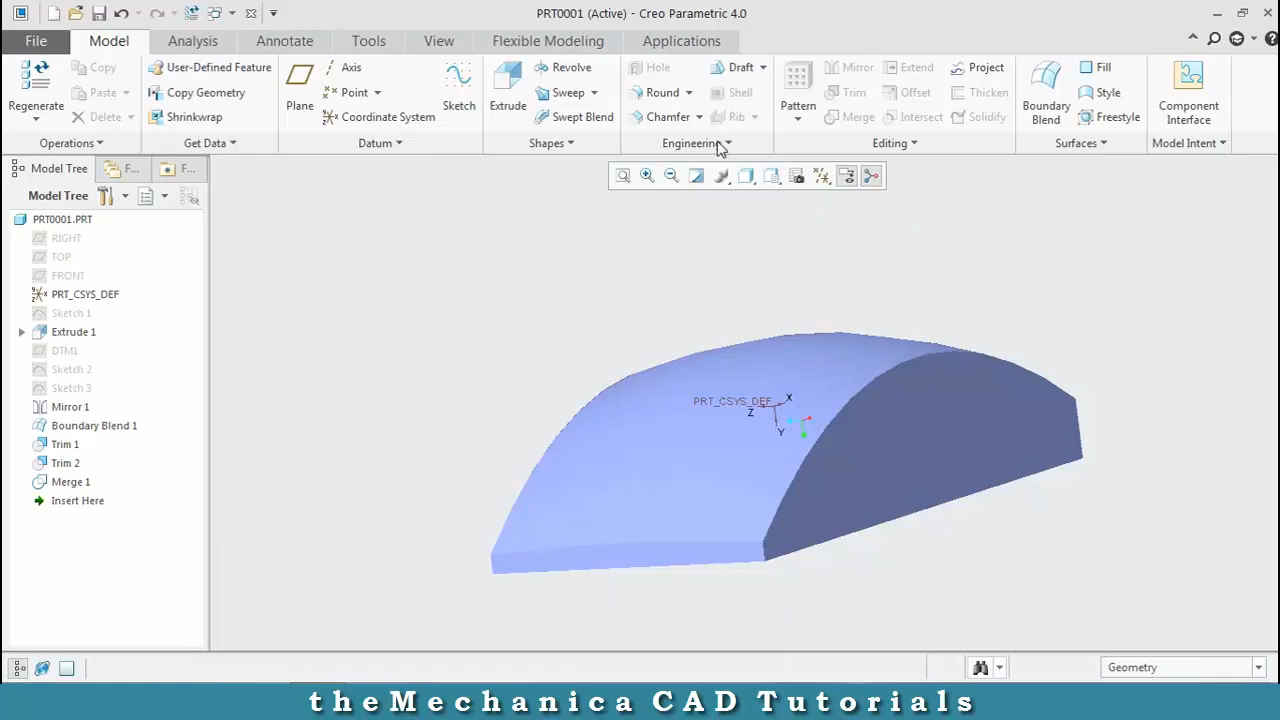 PRT0001 (Active) - Creo Parametric 4.0
File Model Analysis Annotate Tools View Flexible Modeling Applications
Regenerate
Copy
Paste
Delete
Operations
User-Defined Feature
Copy Geometry
Shrinkwrap
Get Data
Plane
Axis
Point
Coordinate System
Sketch
Datum
Extrude
Revolve
Sweep
Swept Blend
Shapes
Hole
Round
Chamfer
Draft
Shell
Rib
Engineering
Pattern
Mirror
Trim
Merge
Extend
Offset
Intersect
Project
Thicken
Solidify
Editing
Boundary
Blend
Fill
Style
Freestyle
Surfaces
Component
Interface
Model Intent
Model Tree F... F...
Model Tree
PRT0001.PRT
RIGHT
TOP
FRONT
PRT_CSYS_DEF
Sketch 1
Extrude 1
DTM1
Sketch 2
Sketch 3
Mirror 1
Boundary Blend 1
Trim 1
Trim 2
Merge 1
Insert Here
PRT_CSYS_DEF
X
Z
Y
Geometry
theMechanica CAD Tutorials